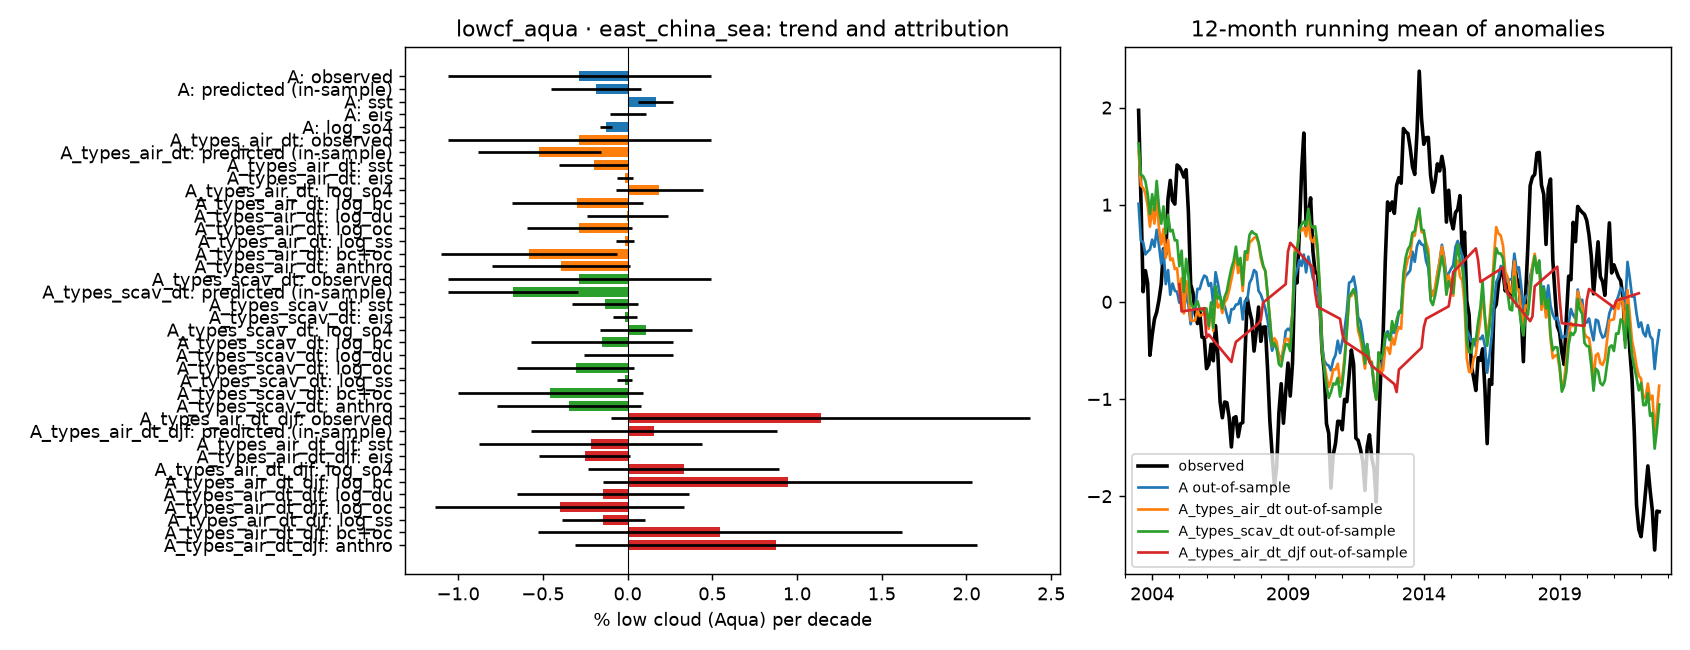 lowcf_aqua · east_china_sea: trend and attribution
A: observed
A: predicted (in-sample)
A: sst
A: eis
A: log_so4
A_types_air_dt: observed
A_types_air_dt: predicted (in-sample)
A_types_air_dt: sst
A_types_air_dt: eis
A_types_air_dt: log_so4
A_types_air_dt: log_bc
A_types_air_dt: log_du
A_types_air_dt: log_oc
A_types_air_dt: log_ss
A_types_air_dt: bc+oc
A_types_air_dt: anthro
A_types_scav_dt: observed
A_types_scav_dt: predicted (in-sample)
A_types_scav_dt: sst
A_types_scav_dt: eis
A_types_scav_dt: log_so4
A_types_scav_dt: log_bc
A_types_scav_dt: log_du
A_types_scav_dt: log_oc
A_types_scav_dt: log_ss
A_types_scav_dt: bc+oc
A_types_scav_dt: anthro
A_types_air_dt_djf: observed
A_types_air_dt_djf: predicted (in-sample)
A_types_air_dt_djf: sst
A_types_air_dt_djf: eis
A_types_air_dt_djf: log_so4
A_types_air_dt_djf: log_bc
A_types_air_dt_djf: log_du
A_types_air_dt_djf: log_oc
A_types_air_dt_djf: log_ss
A_types_air_dt_djf: bc+oc
A_types_air_dt_djf: anthro
−1.0 −0.5 0.0 0.5 1.0 1.5 2.0 2.5
% low cloud (Aqua) per decade
12-month running mean of anomalies
2
1
0
−1
−2
observed
A out-of-sample
A_types_air_dt out-of-sample
A_types_scav_dt out-of-sample
A_types_air_dt_djf out-of-sample
2004 2009 2014 2019